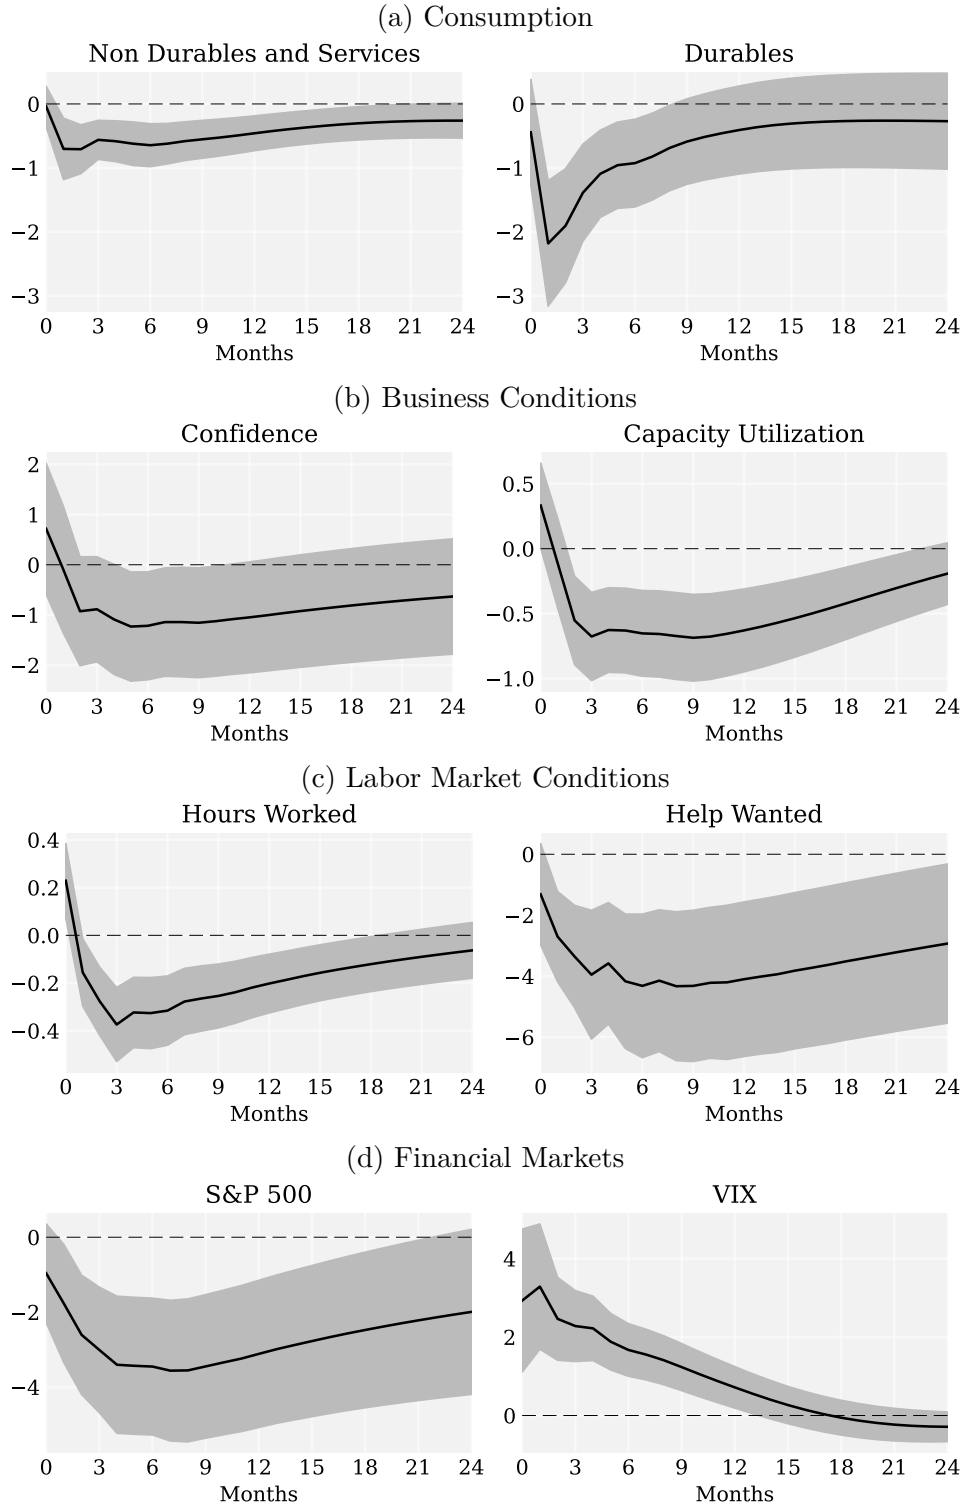 (a) Consumption
Non Durables and Services
0
−1
−2
−3
0 3 6 9 12 15 18 21 24
Months
Durables
0
−1
−2
−3
0 3 6 9 12 15 18 21 24
Months
(b) Business Conditions
Confidence
2
1
0
−1
−2
0 3 6 9 12 15 18 21 24
Months
Capacity Utilization
0.5
0.0
−0.5
−1.0
0 3 6 9 12 15 18 21 24
Months
(c) Labor Market Conditions
Hours Worked
0.4
0.2
0.0
−0.2
−0.4
0 3 6 9 12 15 18 21 24
Months
Help Wanted
0
−2
−4
−6
0 3 6 9 12 15 18 21 24
Months
(d) Financial Markets
S&P 500
0
−2
−4
0 3 6 9 12 15 18 21 24
Months
VIX
4
2
0
0 3 6 9 12 15 18 21 24
Months